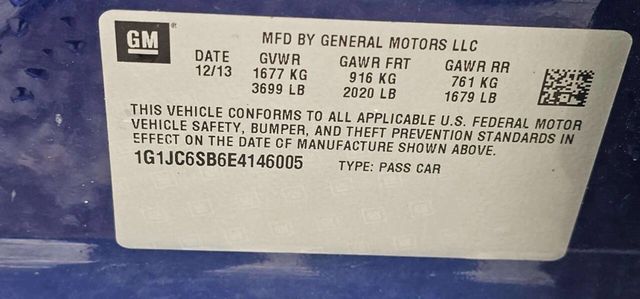 GM
MFD BY GENERAL MOTORS LLC
DATE GVWR GAWR FRT GAWR RR
12/13 1677 KG 916 KG 761 KG
3699 LB 2020 LB 1679 LB
THIS VEHICLE CONFORMS TO ALL APPLICABLE U.S. FEDERAL MOTOR
VEHICLE SAFETY, BUMPER, AND THEFT PREVENTION STANDARDS IN
EFFECT ON THE DATE OF MANUFACTURE SHOWN ABOVE.
1G1JC6SB6E4146005 TYPE: PASS CAR